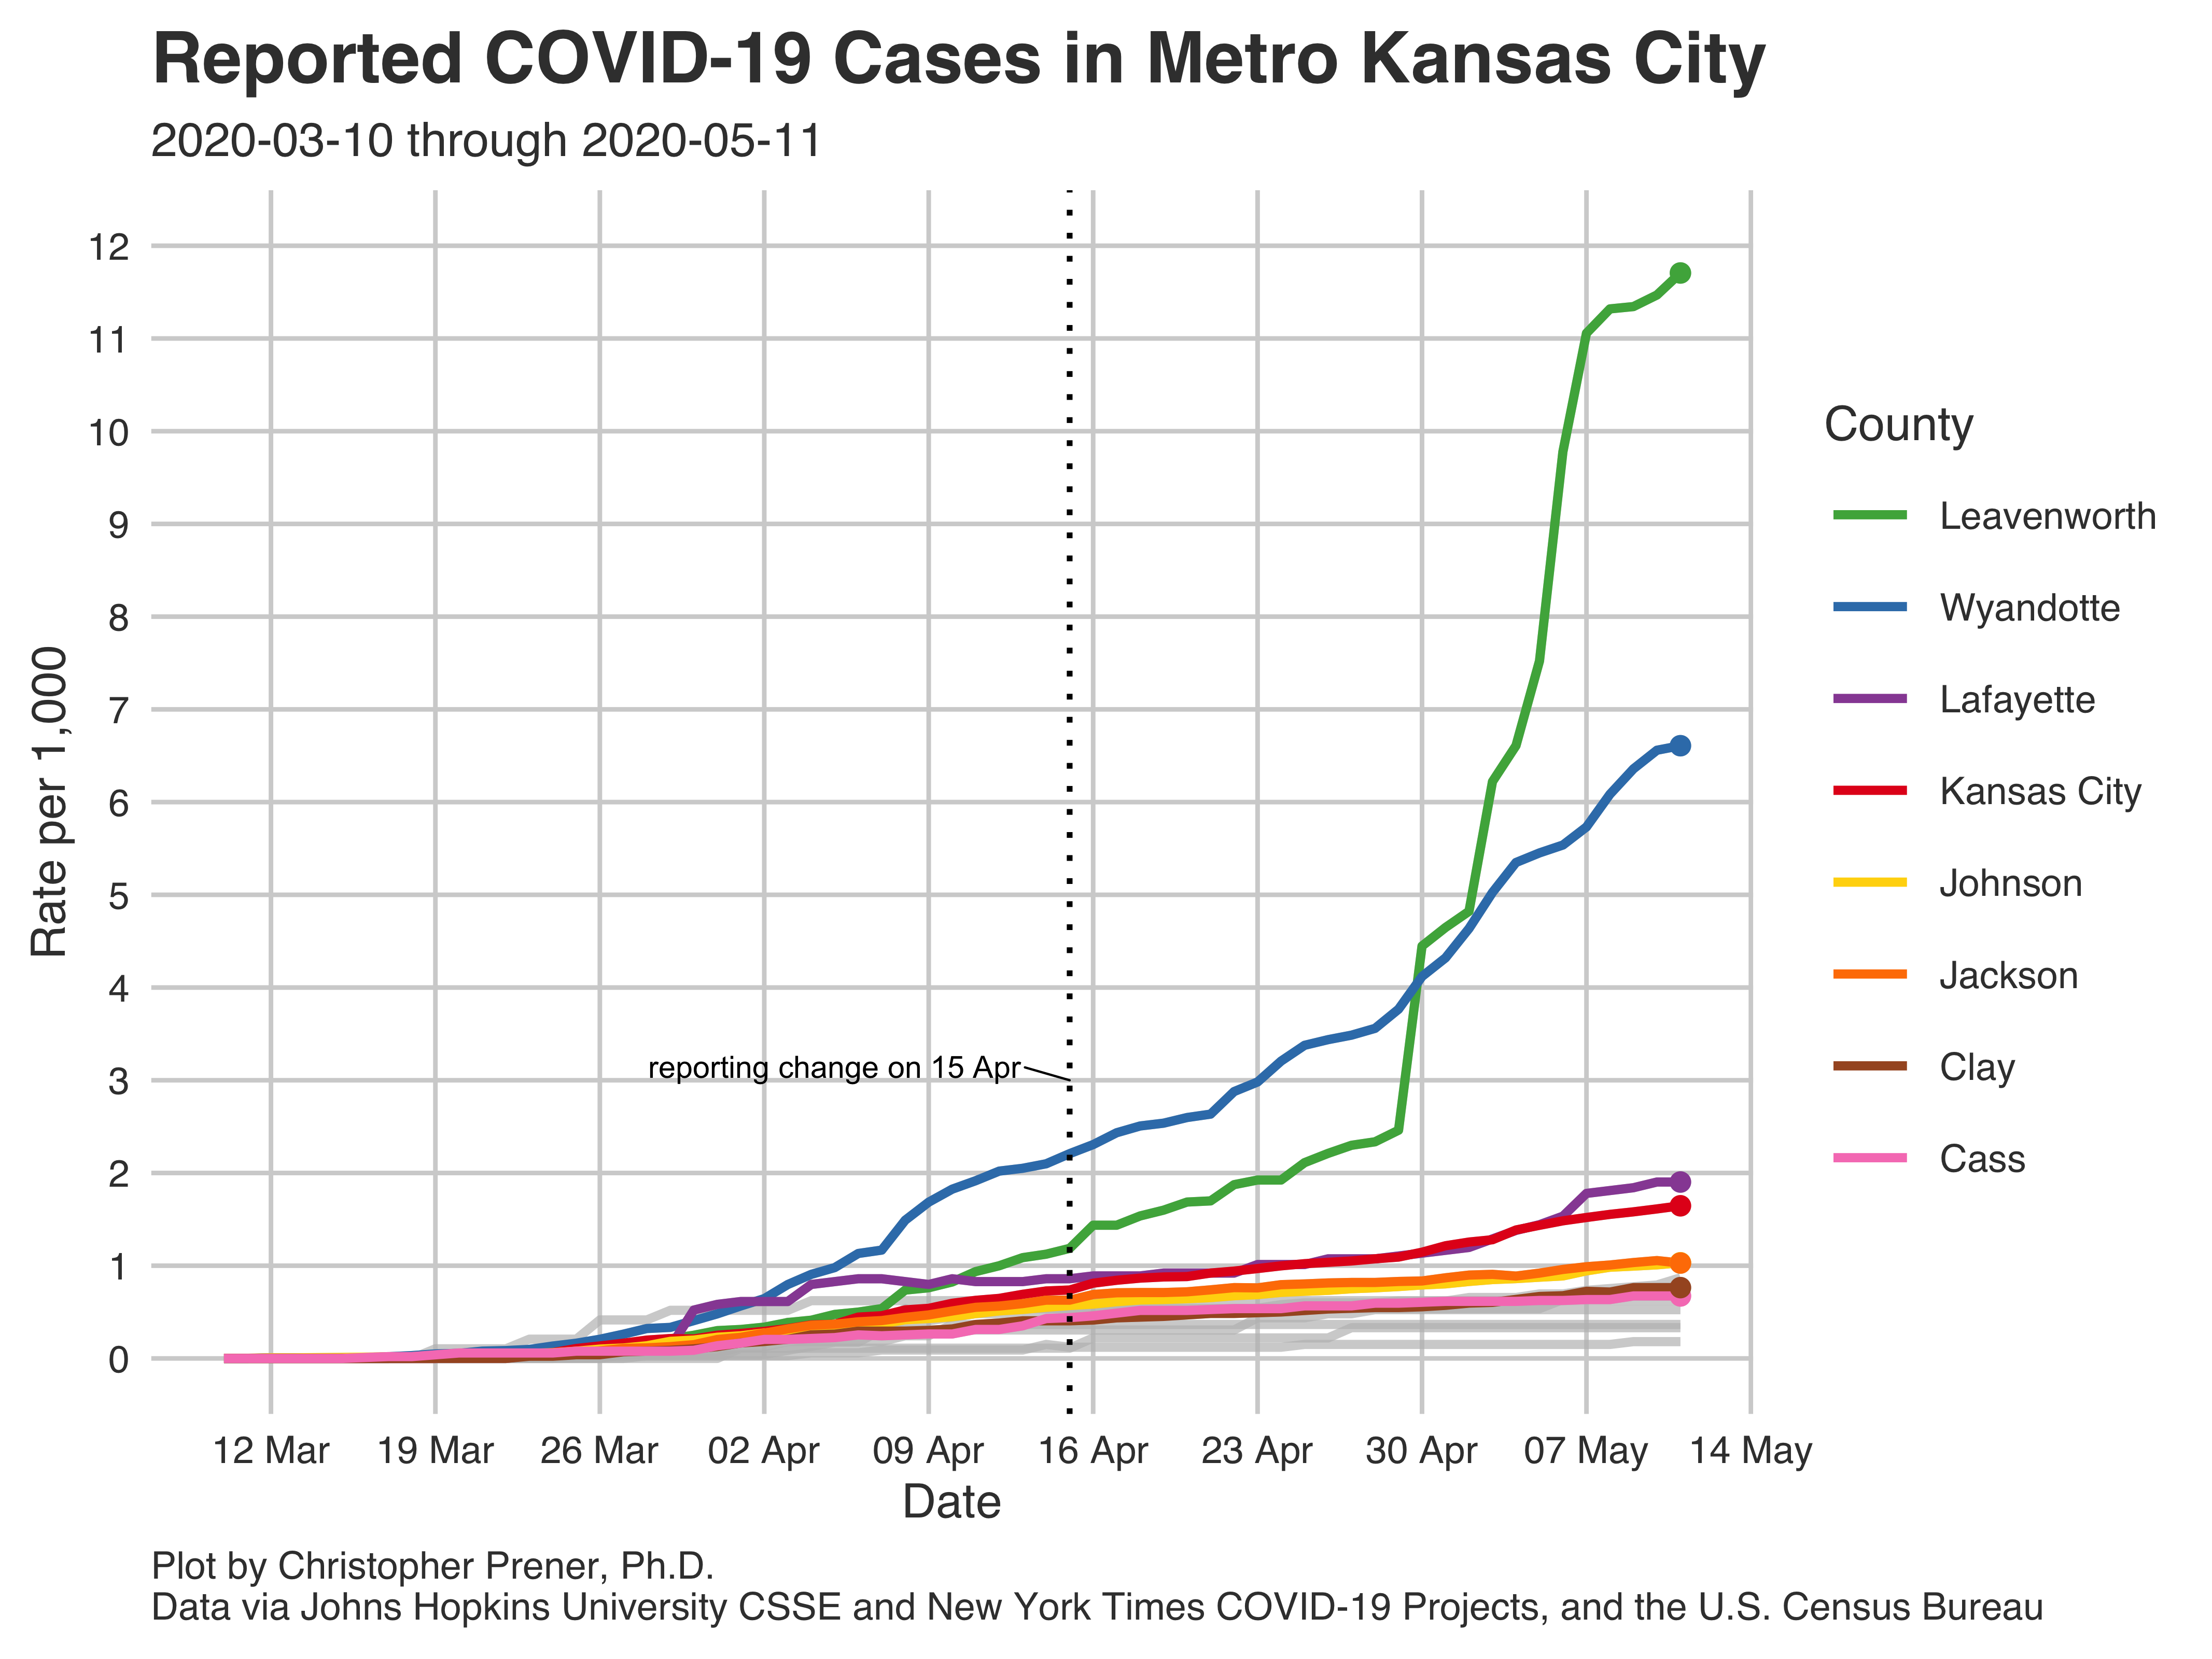 Reported COVID-19 Cases in Metro Kansas City
2020-03-10 through 2020-05-11
12
11
10
9
8
7
6
5
4
3
2
1
0
Rate per 1,000
reporting change on 15 Apr
12 Mar
19 Mar
26 Mar
02 Apr
09 Apr
16 Apr
23 Apr
30 Apr
07 May
14 May
Date
County
Leavenworth
Wyandotte
Lafayette
Kansas City
Johnson
Jackson
Clay
Cass
Plot by Christopher Prener, Ph.D.
Data via Johns Hopkins University CSSE and New York Times COVID-19 Projects, and the U.S. Census Bureau